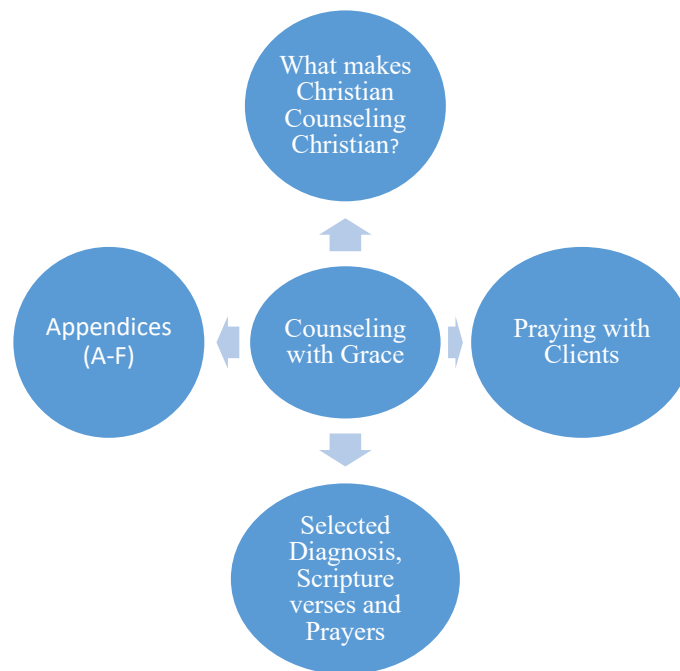 What makes
Christian
Counseling
Christian?
Appendices
(A-F)
Counseling
with Grace
Praying with
Clients
Selected
Diagnosis,
Scripture
verses and
Prayers